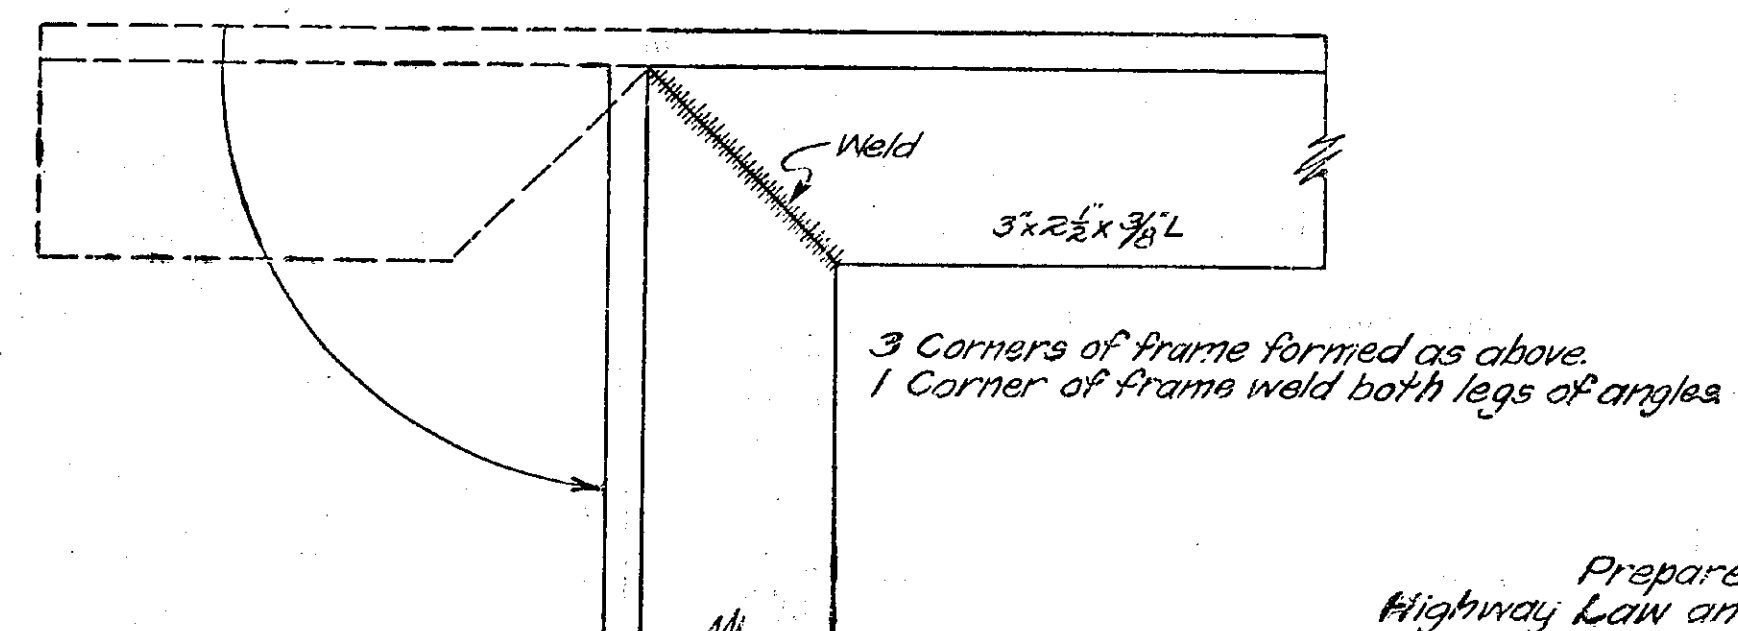 Weld
3"x2½"x⅜"L
3 Corners of frame formed as above.
1 Corner of frame weld both legs of angles.
Prepare
Highway Law an